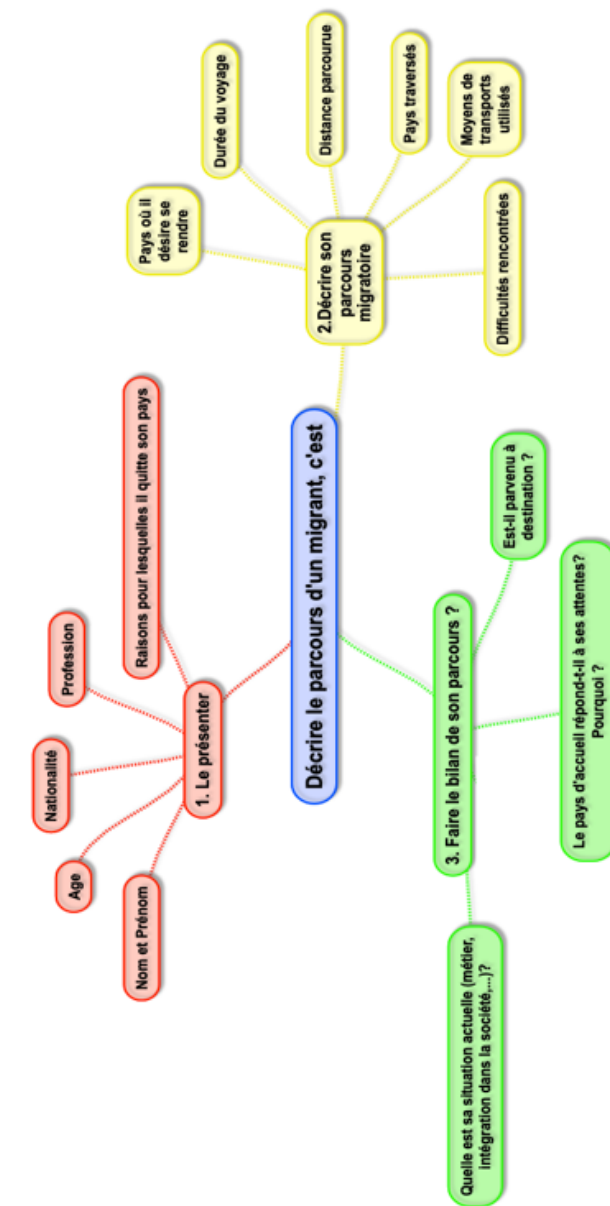 Décrire le parcours d'un migrant, c'est
1. Le présenter
Nom et Prénom
Age
Nationalité
Profession
Raisons pour lesquelles il quitte son pays
2.Décrire son
parcours
migratoire
Pays où il
désire se
rendre
Durée du voyage
Distance parcourue
Pays traversés
Moyens de
transports
utilisés
Difficultés rencontrées
3. Faire le bilan de son parcours ?
Est-il parvenu à
destination ?
Le pays d'accueil répond-t-il à ses attentes?
Pourquoi ?
Quelle est sa situation actuelle (métier,
intégration dans la société,...)?